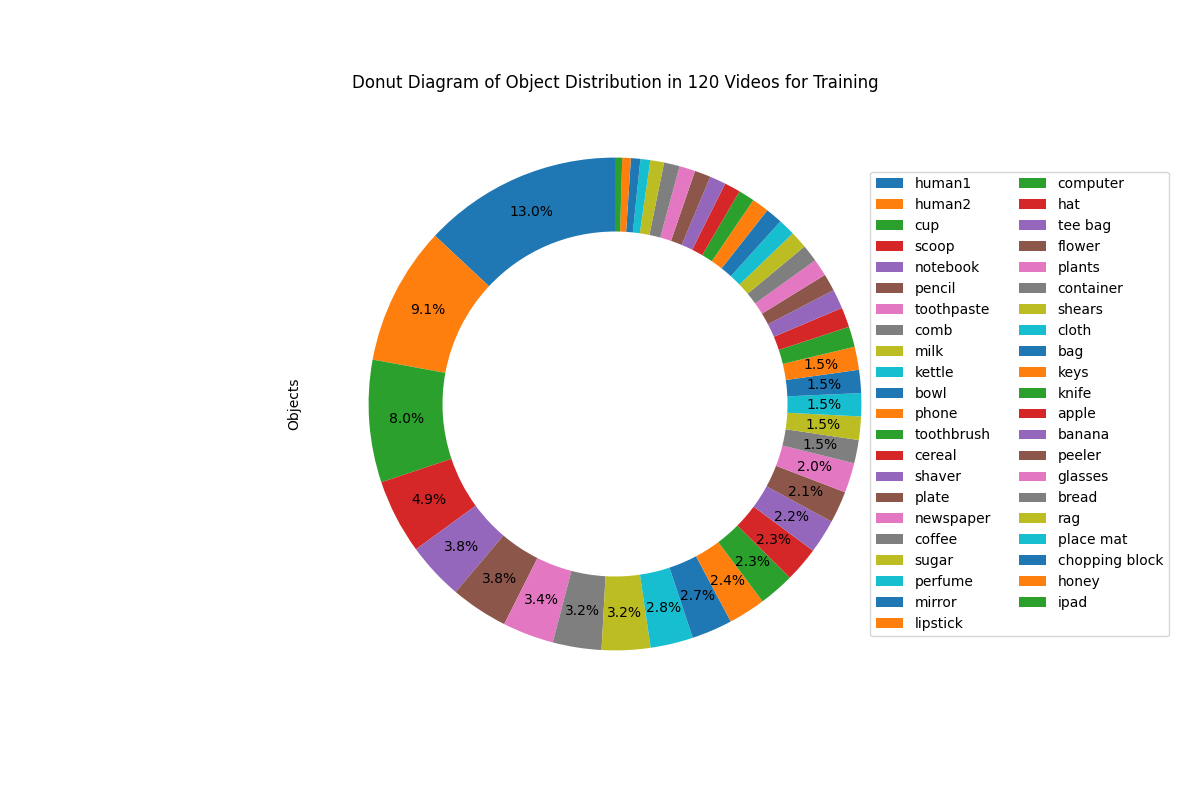 Donut Diagram of Object Distribution in 120 Videos for Training
Objects
13.0%
9.1%
8.0%
4.9%
3.8%
3.8%
3.4%
3.2%
3.2%
2.8%
2.7%
2.4%
2.3%
2.3%
2.2%
2.1%
2.0%
1.5%
1.5%
1.5%
1.5%
1.5%
human1
human2
cup
scoop
notebook
pencil
toothpaste
comb
milk
kettle
bowl
phone
toothbrush
cereal
shaver
plate
newspaper
coffee
sugar
perfume
mirror
lipstick
computer
hat
tee bag
flower
plants
container
shears
cloth
bag
keys
knife
apple
banana
peeler
glasses
bread
rag
place mat
chopping block
honey
ipad